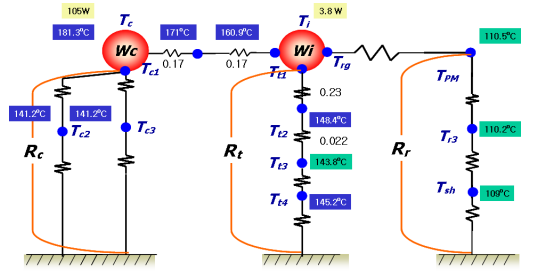 105W
T_c
181.3℃
Wc
T_c1
171℃
0.17
160.9℃
0.17
3.8 W
T_i
Wi
T_t1
T_rg
110.5℃
T_PM
0.23
141.2℃
141.2℃
T_c2
T_c3
R_c
148.4℃
T_t2
0.022
T_t3
143.8℃
R_t
T_t4
145.2℃
R_r
T_r3
110.2℃
T_sh
109℃